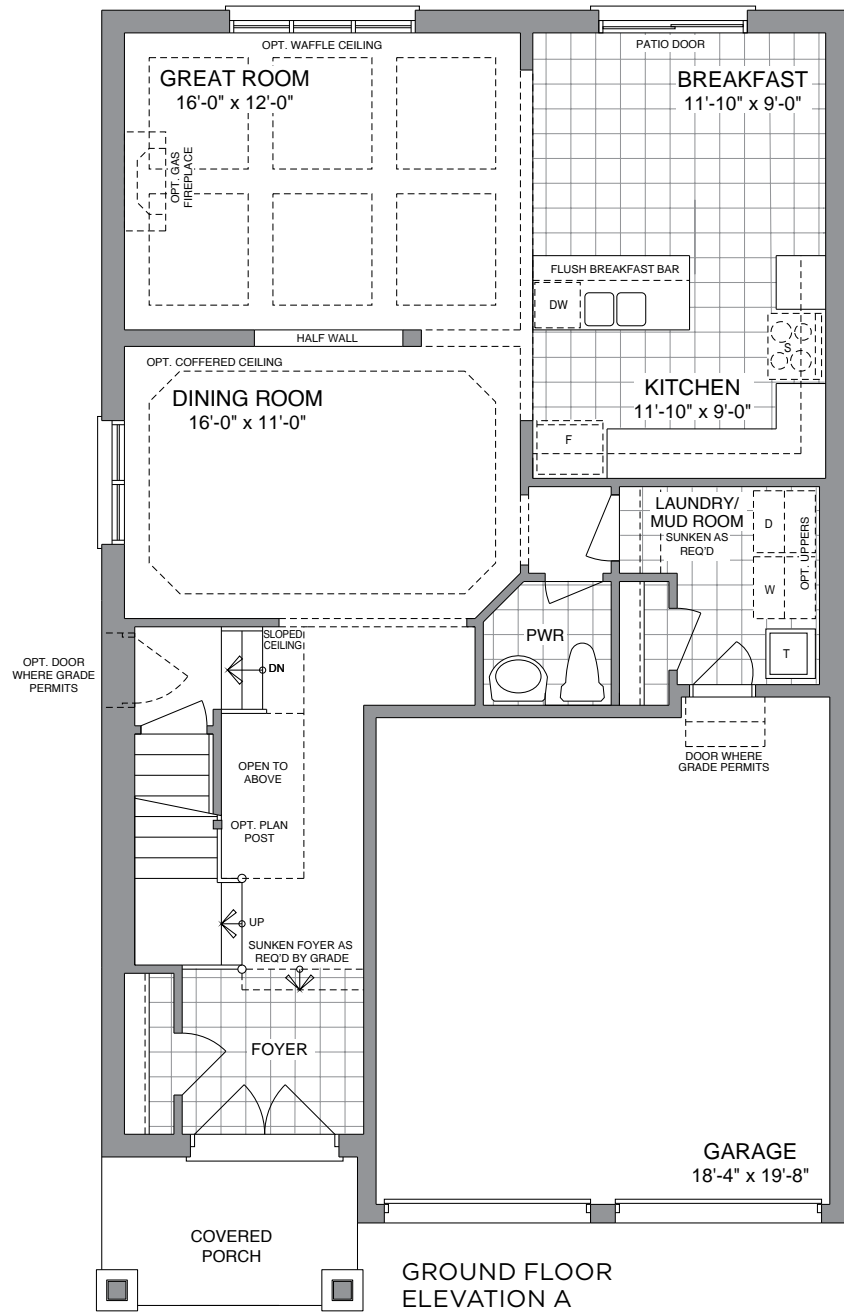 OPT. WAFFLE CEILING
GREAT ROOM
16'-0" x 12'-0"
OPT. GAS
FIREPLACE
PATIO DOOR
BREAKFAST
11'-10" x 9'-0"
FLUSH BREAKFAST BAR
DW
S
KITCHEN
11'-10" x 9'-0"
F
HALF WALL
OPT. COFFERED CEILING
DINING ROOM
16'-0" x 11'-0"
LAUNDRY/
MUD ROOM
SUNKEN AS
REQ'D
D
W
OPT. UPPERS
T
PWR
SLOPED
CEILING
DN
OPT. DOOR
WHERE GRADE
PERMITS
DOOR WHERE
GRADE PERMITS
OPEN TO
ABOVE
OPT. PLAN
POST
UP
SUNKEN FOYER AS
REQ'D BY GRADE
FOYER
GARAGE
18'-4" x 19'-8"
COVERED
PORCH
GROUND FLOOR
ELEVATION A